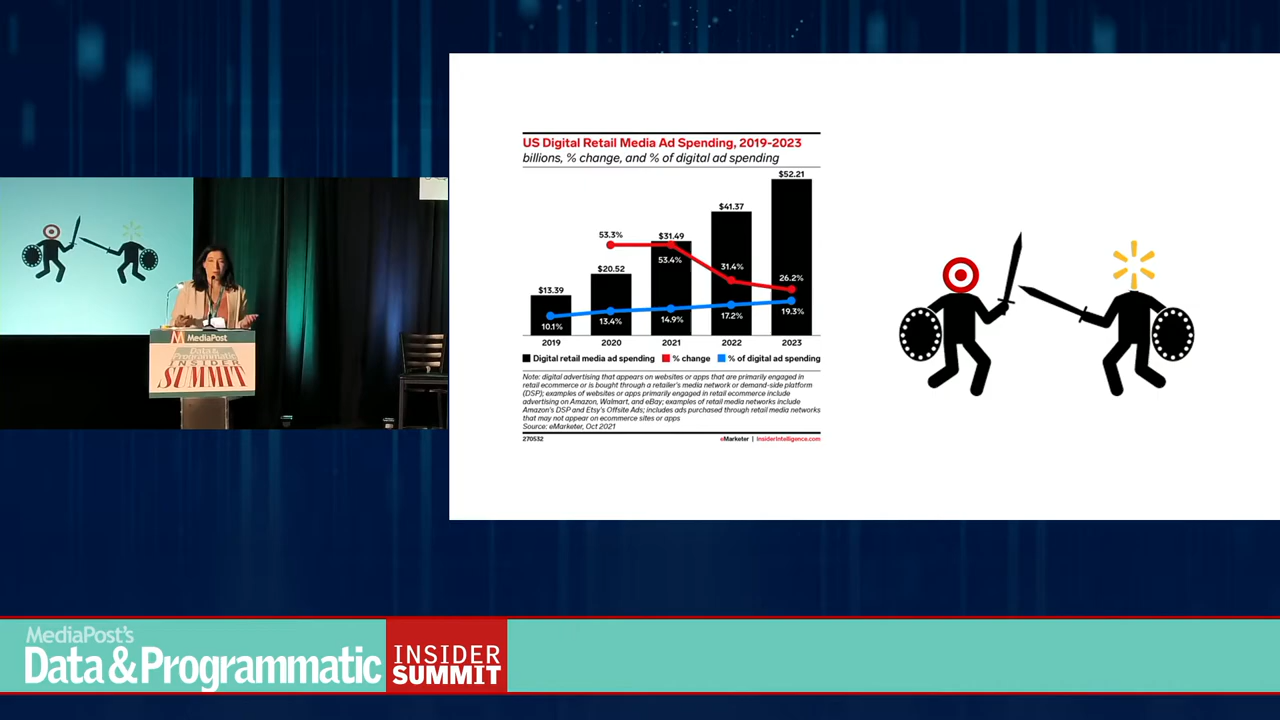 US Digital Retail Media Ad Spending, 2019-2023
billions, % change, and % of digital ad spending
$52.21
$41.37
53.3%
$31.49
53.4%
$20.52
31.4%
26.2%
$13.39
10.1%
13.4%
14.9%
17.2%
19.3%
2019 2020 2021 2022 2023
Digital retail media ad spending % change % of digital ad spending
Note: digital advertising that appears on websites or apps that are primarily engaged in
retail ecommerce or is bought through a retailer's media network or demand-side platform
(DSP); examples of websites or apps primarily engaged in retail ecommerce include
advertising on Amazon, Walmart, and eBay; examples of retail media networks include
Amazon's DSP and Etsy's Offsite Ads; includes ads purchased through retail media networks
that may not appear on ecommerce sites or apps
Source: eMarketer, Oct 2021
270532 eMarketer | InsiderIntelligence.com
MediaPost
Data &
Programmatic
INSIDER
SUMMIT
MediaPost's
Data & Programmatic
INSIDER
SUMMIT